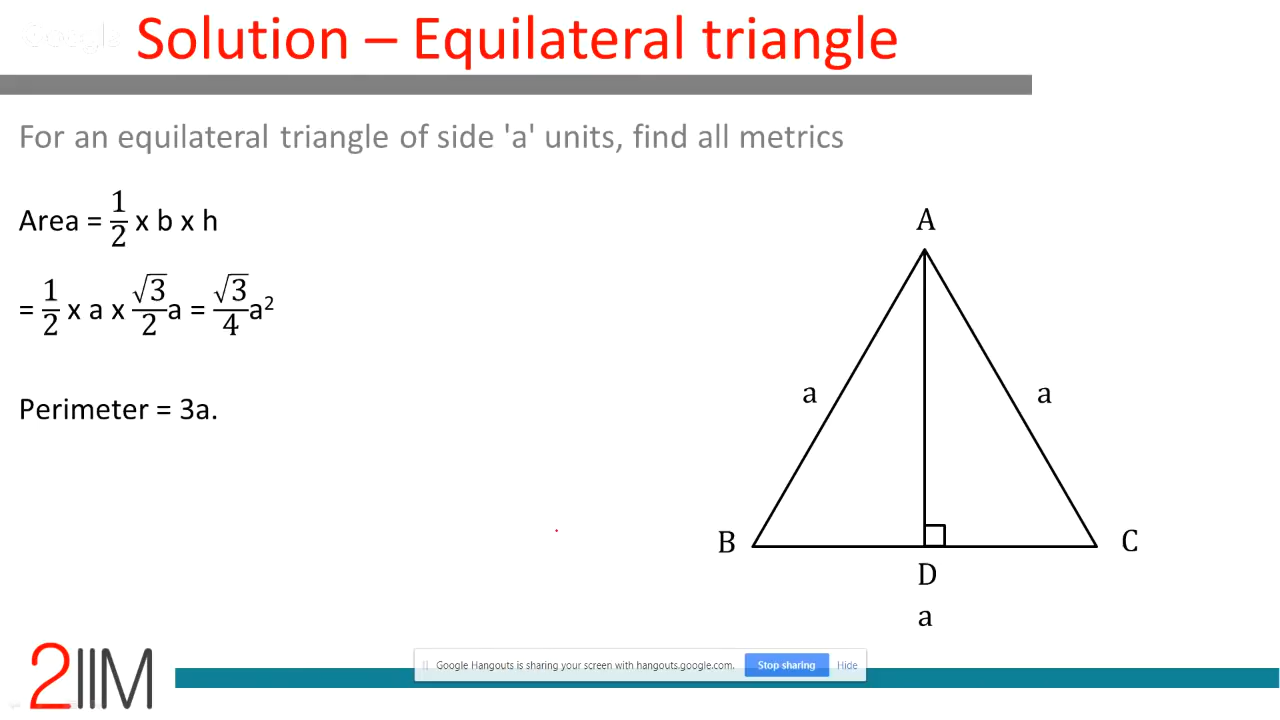 Google
Solution – Equilateral triangle
For an equilateral triangle of side 'a' units, find all metrics
Area = 1/2 x b x h
= 1/2 x a x √3/2 a = √3/4 a²
Perimeter = 3a.
A
a
a
B
C
D
a
2IIM
Google Hangouts is sharing your screen with hangouts.google.com.
Stop sharing
Hide